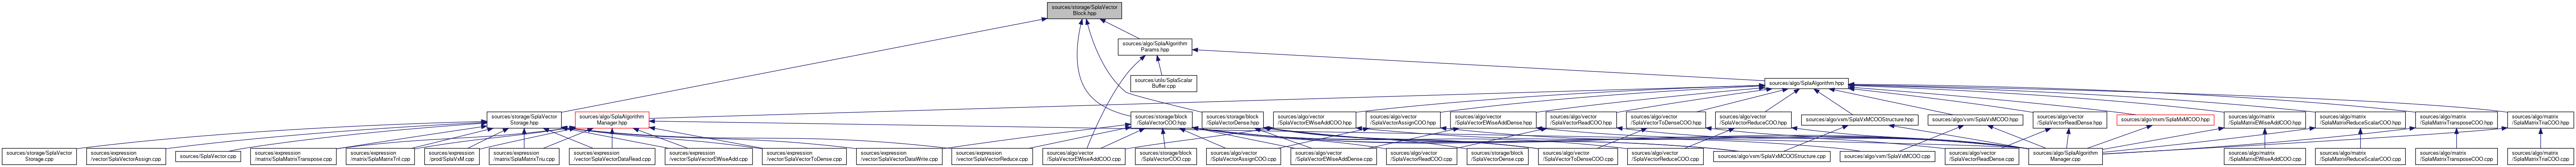 sources/storage/SplaVector
Block.hpp
sources/algo/SplaAlgorithm
Params.hpp
sources/utils/SplaScalar
Buffer.cpp
sources/algo/SplaAlgorithm.hpp
sources/storage/SplaVector
Storage.hpp
sources/algo/SplaAlgorithm
Manager.hpp
sources/storage/block
/SplaVectorCOO.hpp
sources/storage/block
/SplaVectorDense.hpp
sources/algo/vector
/SplaVectorEWiseAddCOO.hpp
sources/algo/vector
/SplaVectorAssignCOO.hpp
sources/algo/vector
/SplaVectorEWiseAddDense.hpp
sources/algo/vector
/SplaVectorReadCOO.hpp
sources/algo/vector
/SplaVectorToDenseCOO.hpp
sources/algo/vector
/SplaVectorReduceCOO.hpp
sources/algo/vxm/SplaVxMCOOStructure.hpp
sources/algo/vxm/SplaVxMCOO.hpp
sources/algo/vector
/SplaVectorReadDense.hpp
sources/algo/mxm/SplaMxMCOO.hpp
sources/algo/matrix
/SplaMatrixEWiseAddCOO.hpp
sources/algo/matrix
/SplaMatrixReduceScalarCOO.hpp
sources/algo/matrix
/SplaMatrixTransposeCOO.hpp
sources/algo/matrix
/SplaMatrixTriaCOO.hpp
sources/storage/SplaVector
Storage.cpp
sources/expression
/vector/SplaVectorAssign.cpp
sources/SplaVector.cpp
sources/expression
/matrix/SplaMatrixTranspose.cpp
sources/expression
/matrix/SplaMatrixTril.cpp
sources/expression
/prod/SplaVxM.cpp
sources/expression
/matrix/SplaMatrixTriu.cpp
sources/expression
/vector/SplaVectorDataRead.cpp
sources/expression
/vector/SplaVectorEWiseAdd.cpp
sources/expression
/vector/SplaVectorToDense.cpp
sources/expression
/vector/SplaVectorDataWrite.cpp
sources/expression
/vector/SplaVectorReduce.cpp
sources/algo/vector
/SplaVectorEWiseAddCOO.cpp
sources/storage/block
/SplaVectorCOO.cpp
sources/algo/vector
/SplaVectorAssignCOO.cpp
sources/algo/vector
/SplaVectorEWiseAddDense.cpp
sources/algo/vector
/SplaVectorReadCOO.cpp
sources/storage/block
/SplaVectorDense.cpp
sources/algo/vector
/SplaVectorToDenseCOO.cpp
sources/algo/vector
/SplaVectorReduceCOO.cpp
sources/algo/vxm/SplaVxMCOOStructure.cpp
sources/algo/vxm/SplaVxMCOO.cpp
sources/algo/vector
/SplaVectorReadDense.cpp
sources/algo/SplaAlgorithm
Manager.cpp
sources/algo/matrix
/SplaMatrixEWiseAddCOO.cpp
sources/algo/matrix
/SplaMatrixReduceScalarCOO.cpp
sources/algo/matrix
/SplaMatrixTransposeCOO.cpp
sources/algo/matrix
/SplaMatrixTriaCOO.cpp